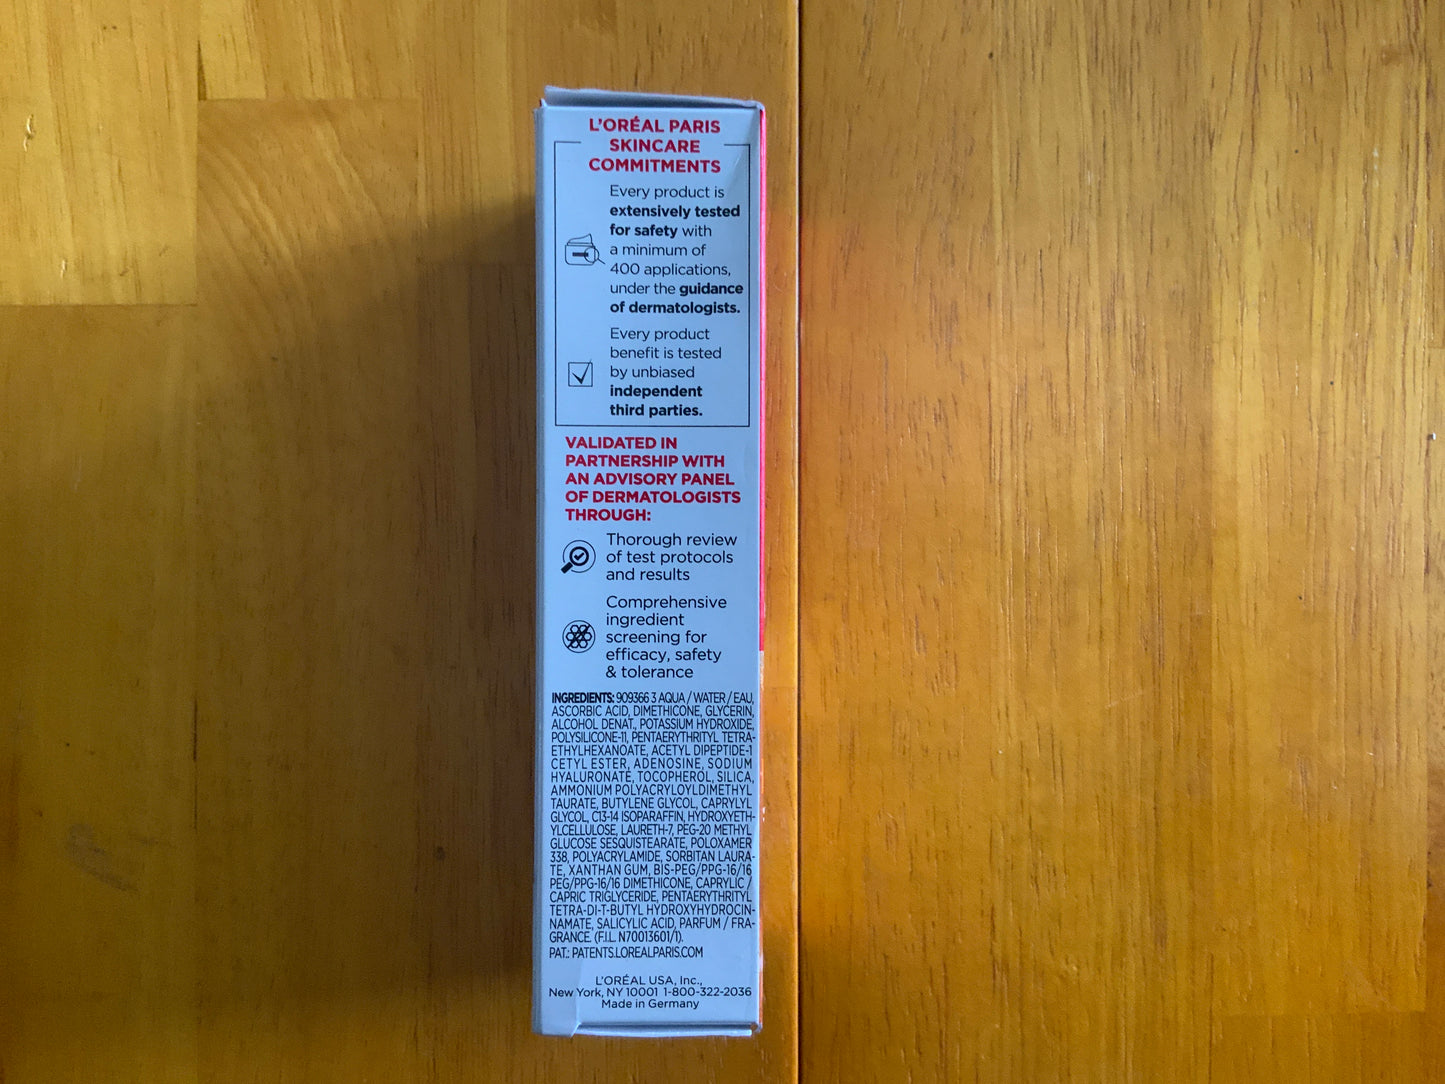 L'ORÉAL PARIS
SKINCARE
COMMITMENTS
Every product is
extensively tested
for safety with
a minimum of
400 applications,
under the guidance
of dermatologists.
Every product
benefit is tested
by unbiased
independent
third parties.
VALIDATED IN
PARTNERSHIP WITH
AN ADVISORY PANEL
OF DERMATOLOGISTS
THROUGH:
Thorough review
of test protocols
and results
Comprehensive
ingredient
screening for
efficacy, safety
& tolerance
INGREDIENTS: 909366 3 AQUA / WATER / EAU,
ASCORBIC ACID, DIMETHICONE, GLYCERIN,
ALCOHOL DENAT., POTASSIUM HYDROXIDE,
POLYSILICONE-11, PENTAERYTHRITYL TETRA-
ETHYLHEXANOATE, ACETYL DIPEPTIDE-1
CETYL ESTER, ADENOSINE, SODIUM
HYALURONATE, TOCOPHEROL, SILICA,
AMMONIUM POLYACRYLOYLDIMETHYL
TAURATE, BUTYLENE GLYCOL, CAPRYLYL
GLYCOL, C13-14 ISOPARAFFIN, HYDROXYETH-
YLCELLULOSE, LAURETH-7, PEG-20 METHYL
GLUCOSE SESQUISTEARATE, POLOXAMER
338, POLYACRYLAMIDE, SORBITAN LAURA-
TE, XANTHAN GUM, BIS-PEG/PPG-16/16
PEG/PPG-16/16 DIMETHICONE, CAPRYLIC /
CAPRIC TRIGLYCERIDE, PENTAERYTHRITYL
TETRA-DI-T-BUTYL HYDROXYHYDROCIN-
NAMATE, SALICYLIC ACID, PARFUM / FRA-
GRANCE. (F.I.L. N70013601/1).
PAT.: PATENTS.LOREALPARIS.COM
L'ORÉAL USA, Inc.,
New York, NY 10001 1-800-322-2036
Made in Germany